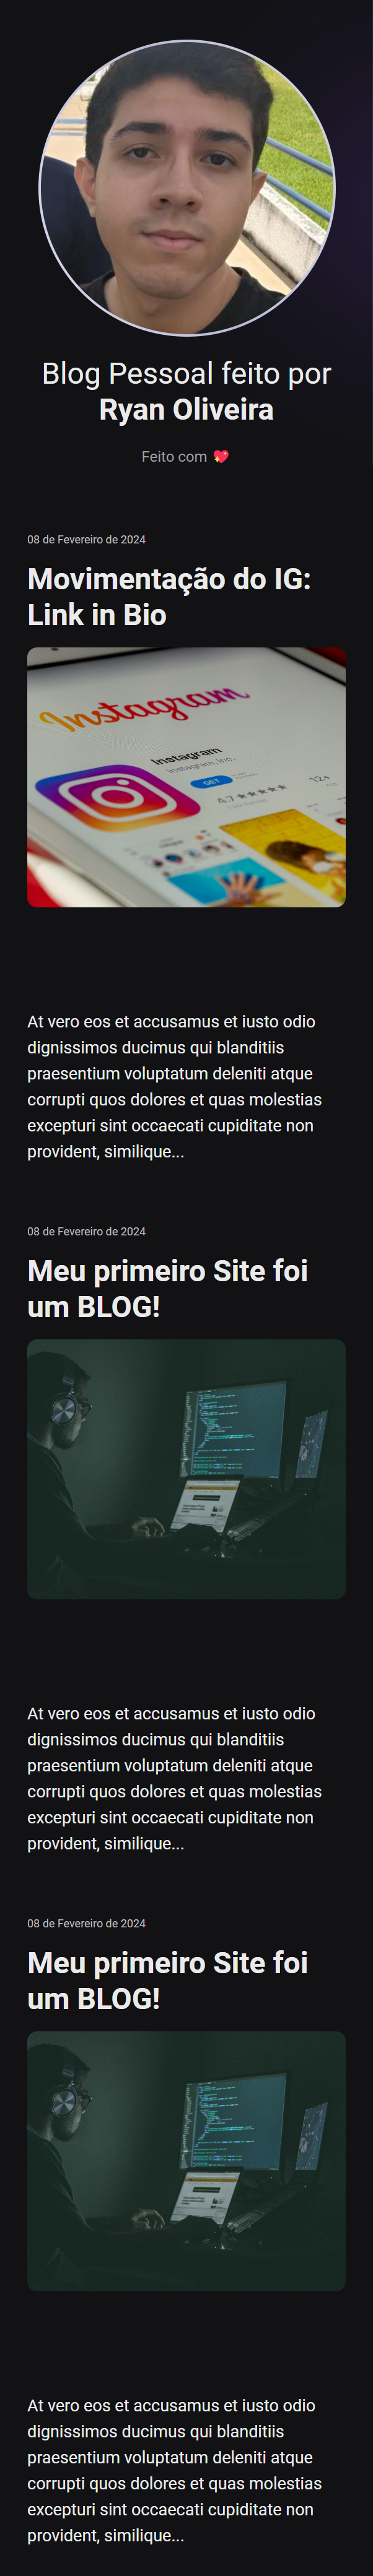 Blog Pessoal feito por
Ryan Oliveira
Feito com 💖
08 de Fevereiro de 2024
Movimentação do IG:
Link in Bio
Instagram
Instagram
Instagram, Inc.
GET
4.7 ★★★★★
12+
At vero eos et accusamus et iusto odio
dignissimos ducimus qui blanditiis
praesentium voluptatum deleniti atque
corrupti quos dolores et quas molestias
excepturi sint occaecati cupiditate non
provident, similique...
08 de Fevereiro de 2024
Meu primeiro Site foi
um BLOG!
At vero eos et accusamus et iusto odio
dignissimos ducimus qui blanditiis
praesentium voluptatum deleniti atque
corrupti quos dolores et quas molestias
excepturi sint occaecati cupiditate non
provident, similique...
08 de Fevereiro de 2024
Meu primeiro Site foi
um BLOG!
At vero eos et accusamus et iusto odio
dignissimos ducimus qui blanditiis
praesentium voluptatum deleniti atque
corrupti quos dolores et quas molestias
excepturi sint occaecati cupiditate non
provident, similique...